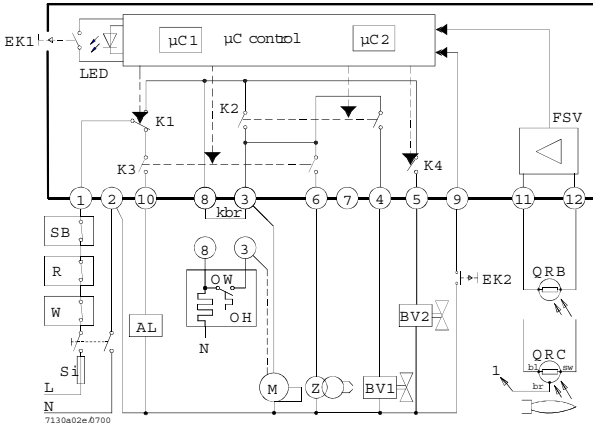 µC1 µC control µC2
EK1
LED
FSV
K2
K1
K3 K4
1 2 10 8 3 6 7 4 5 9 11 12
kbr
SB
8 3
R
OW
EK2 QRB
W
OH
AL
BV2
N
Si
QRC
bl sw
1
br
L
M Z BV1
N
7130a02e/0700